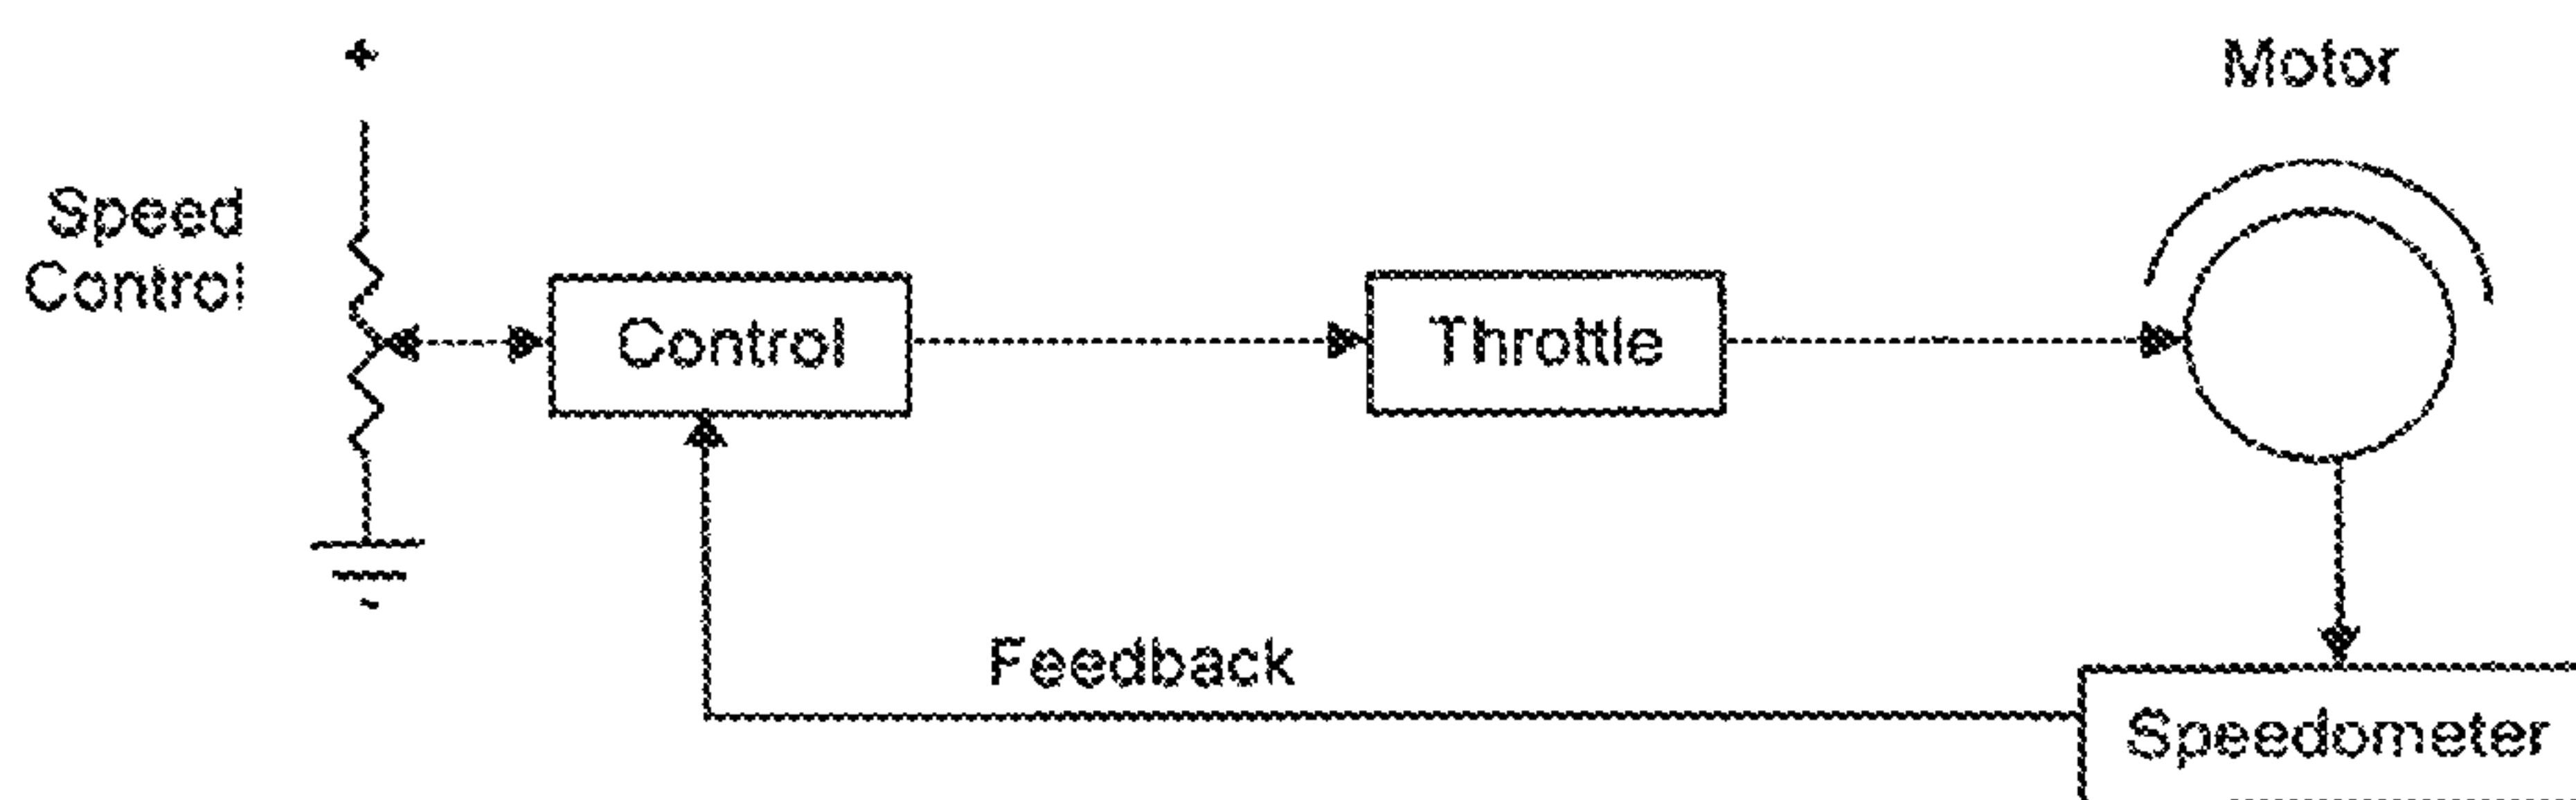 +
Motor
Speed
Control
Control
Throttle
Feedback
Speedometer